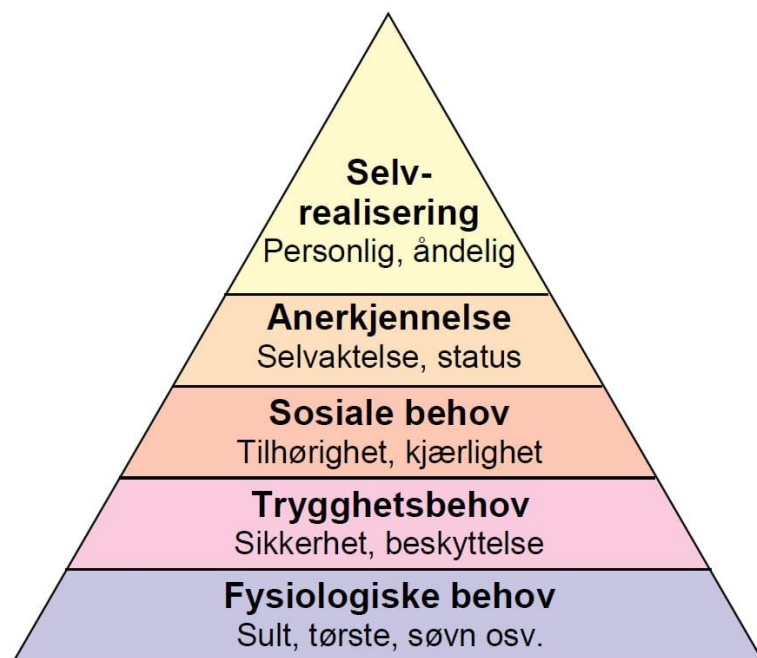 Selv-
realisering
Personlig, åndelig
Anerkjennelse
Selvaktelse, status
Sosiale behov
Tilhørighet, kjærlighet
Trygghetsbehov
Sikkerhet, beskyttelse
Fysiologiske behov
Sult, tørste, søvn osv.